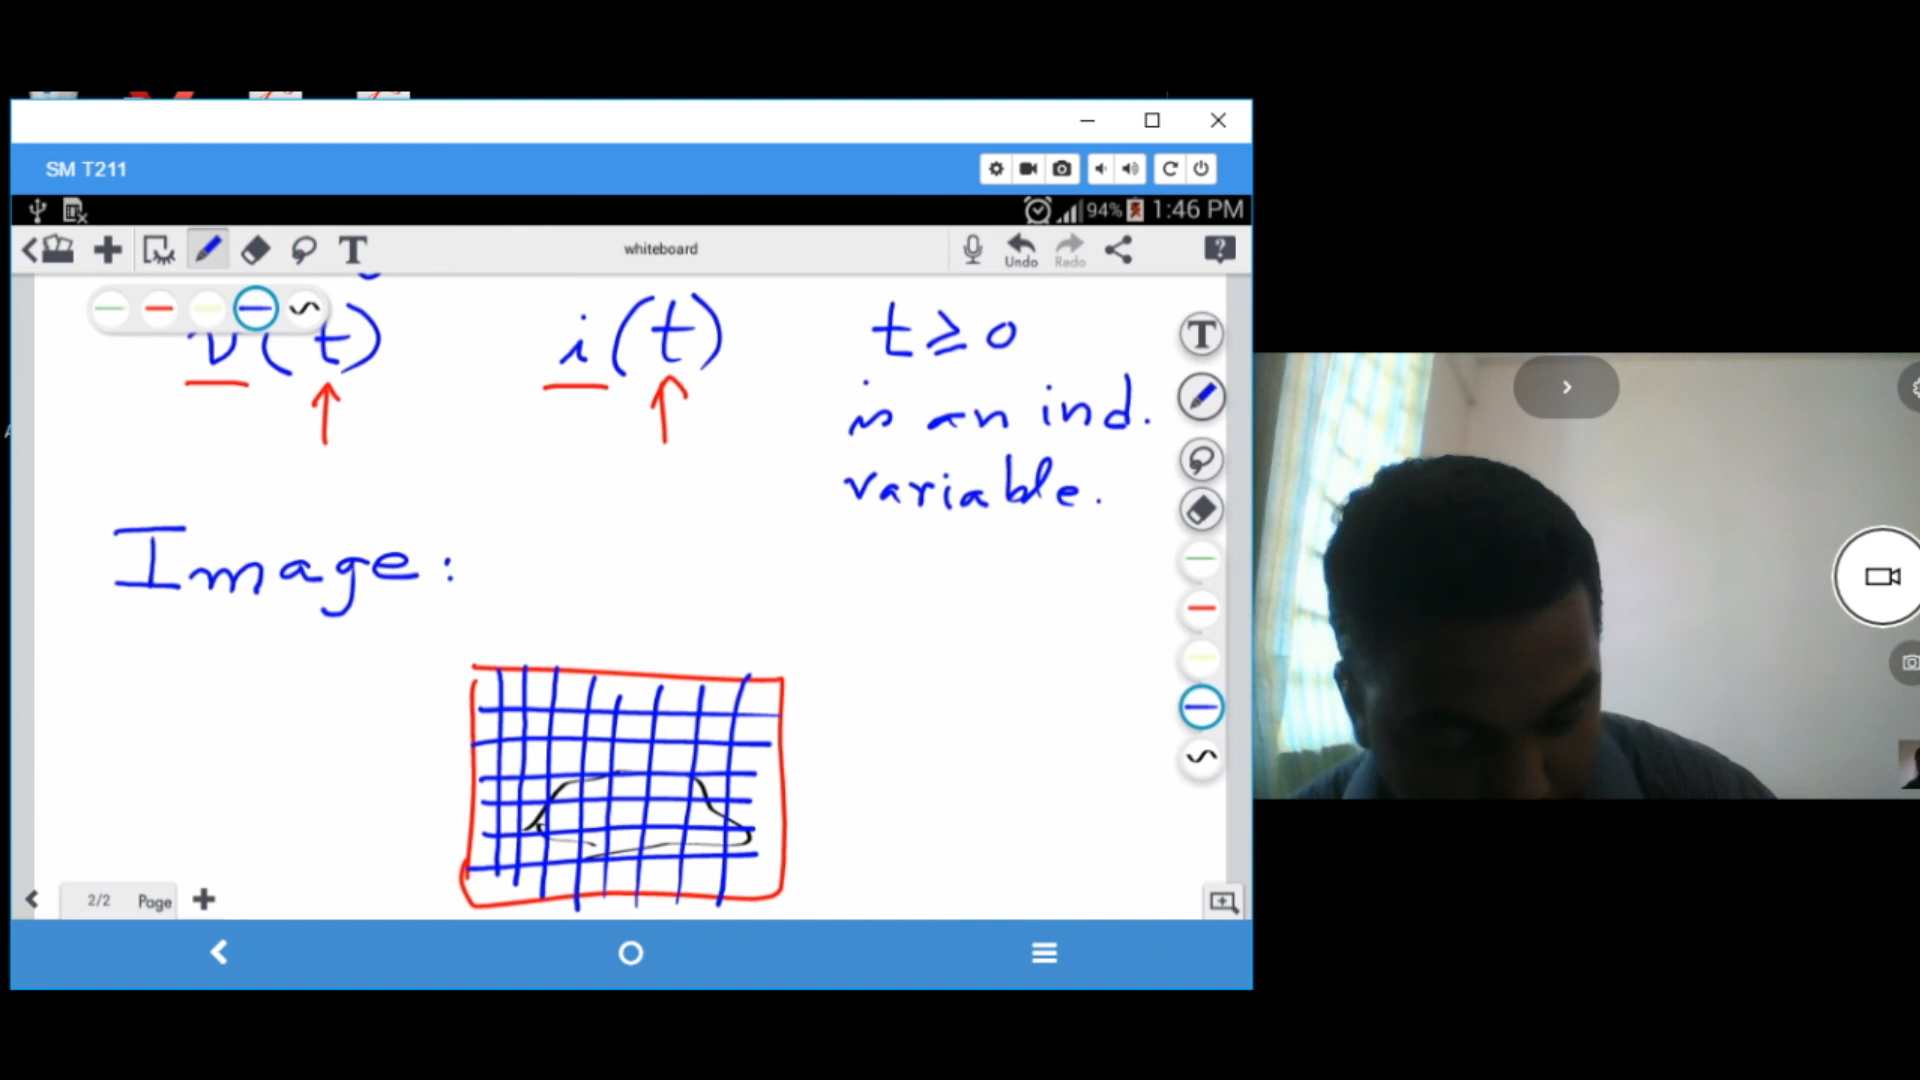 SM T211
94% 1:46 PM
whiteboard
Undo
Redo
T
v(t) i(t) t ≥ 0
is an ind.
variable.
Image:
2/2 Page